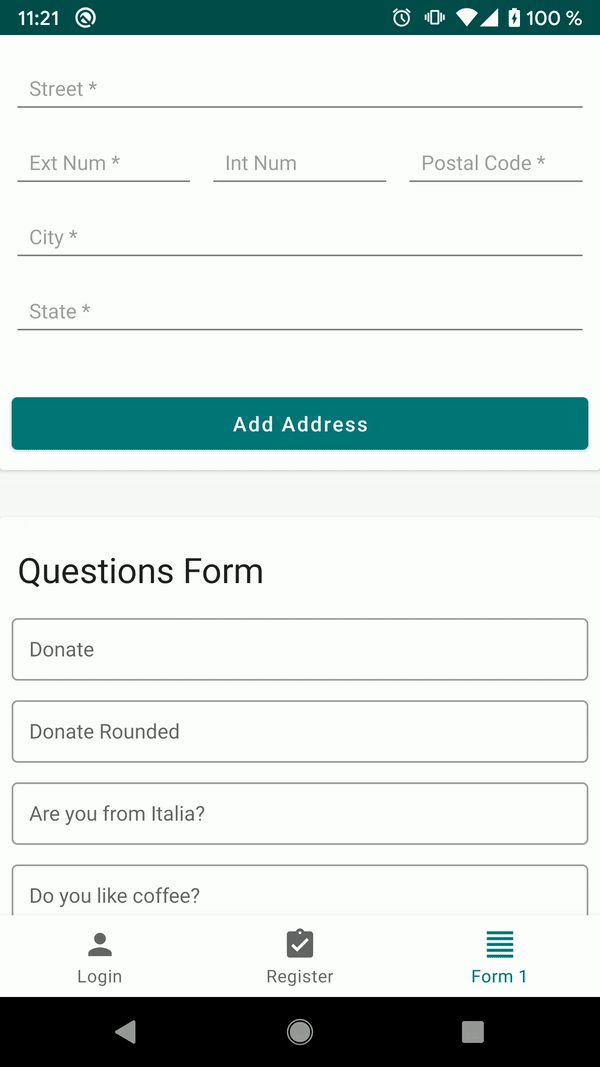 11:21 100 %
Street *
Ext Num * Int Num Postal Code *
City *
State *
Add Address
Questions Form
Donate
Donate Rounded
Are you from Italia?
Do you like coffee?
Login Register Form 1